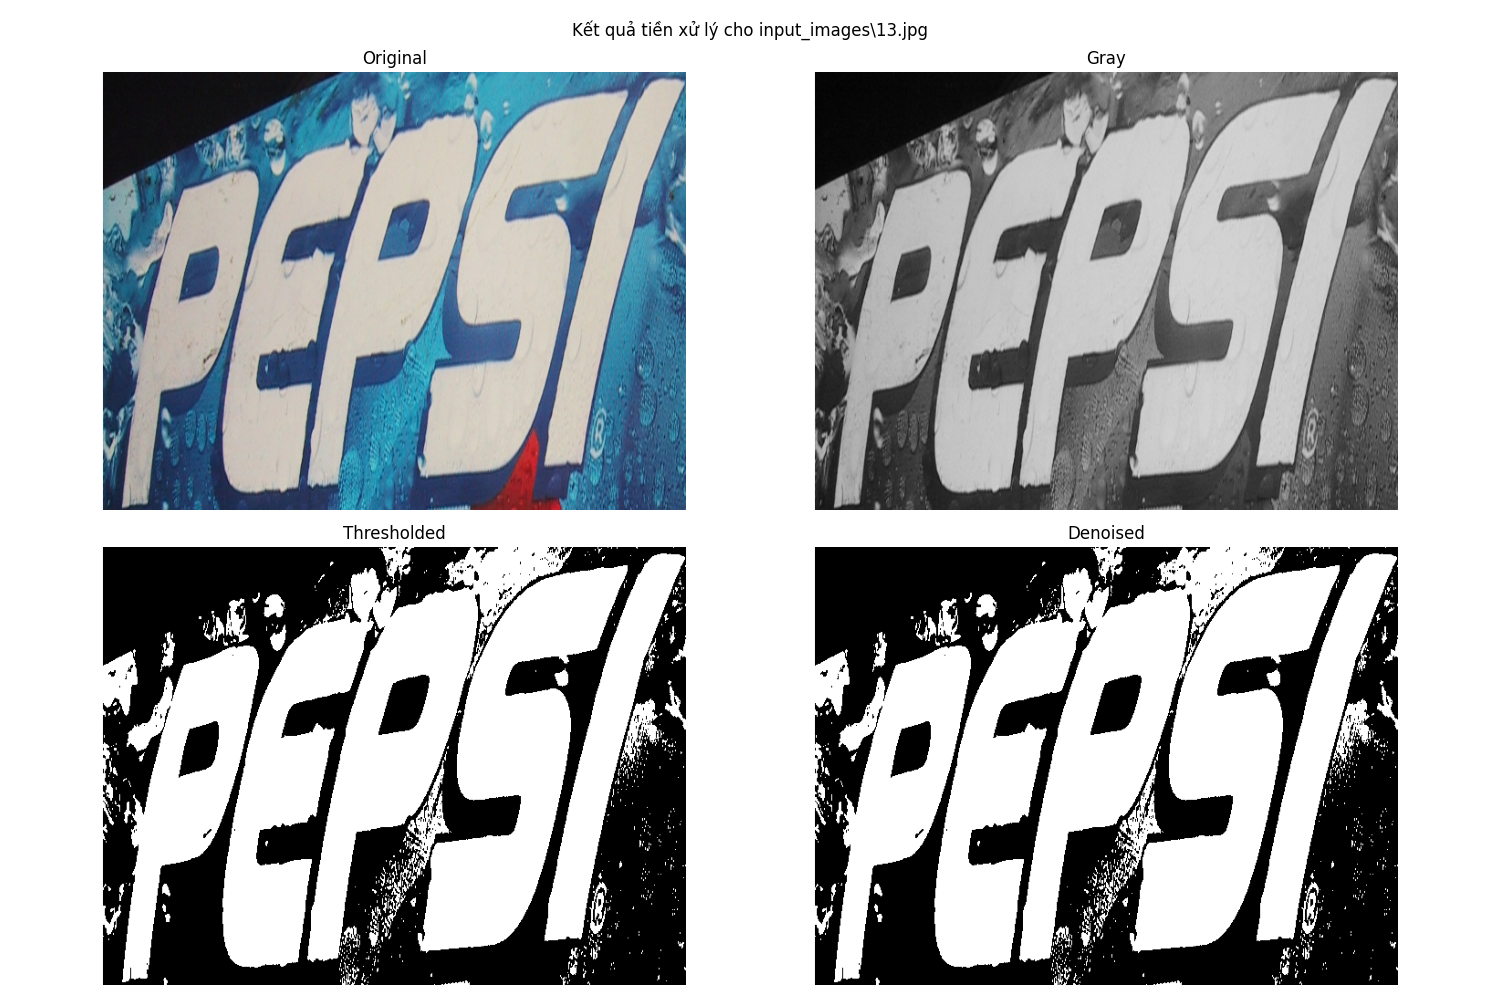 Kết quả tiền xử lý cho input_images\13.jpg
Original
Gray
PEPSI
®
PEPSI
®
Thresholded
Denoised
PEPSI
®
PEPSI
®